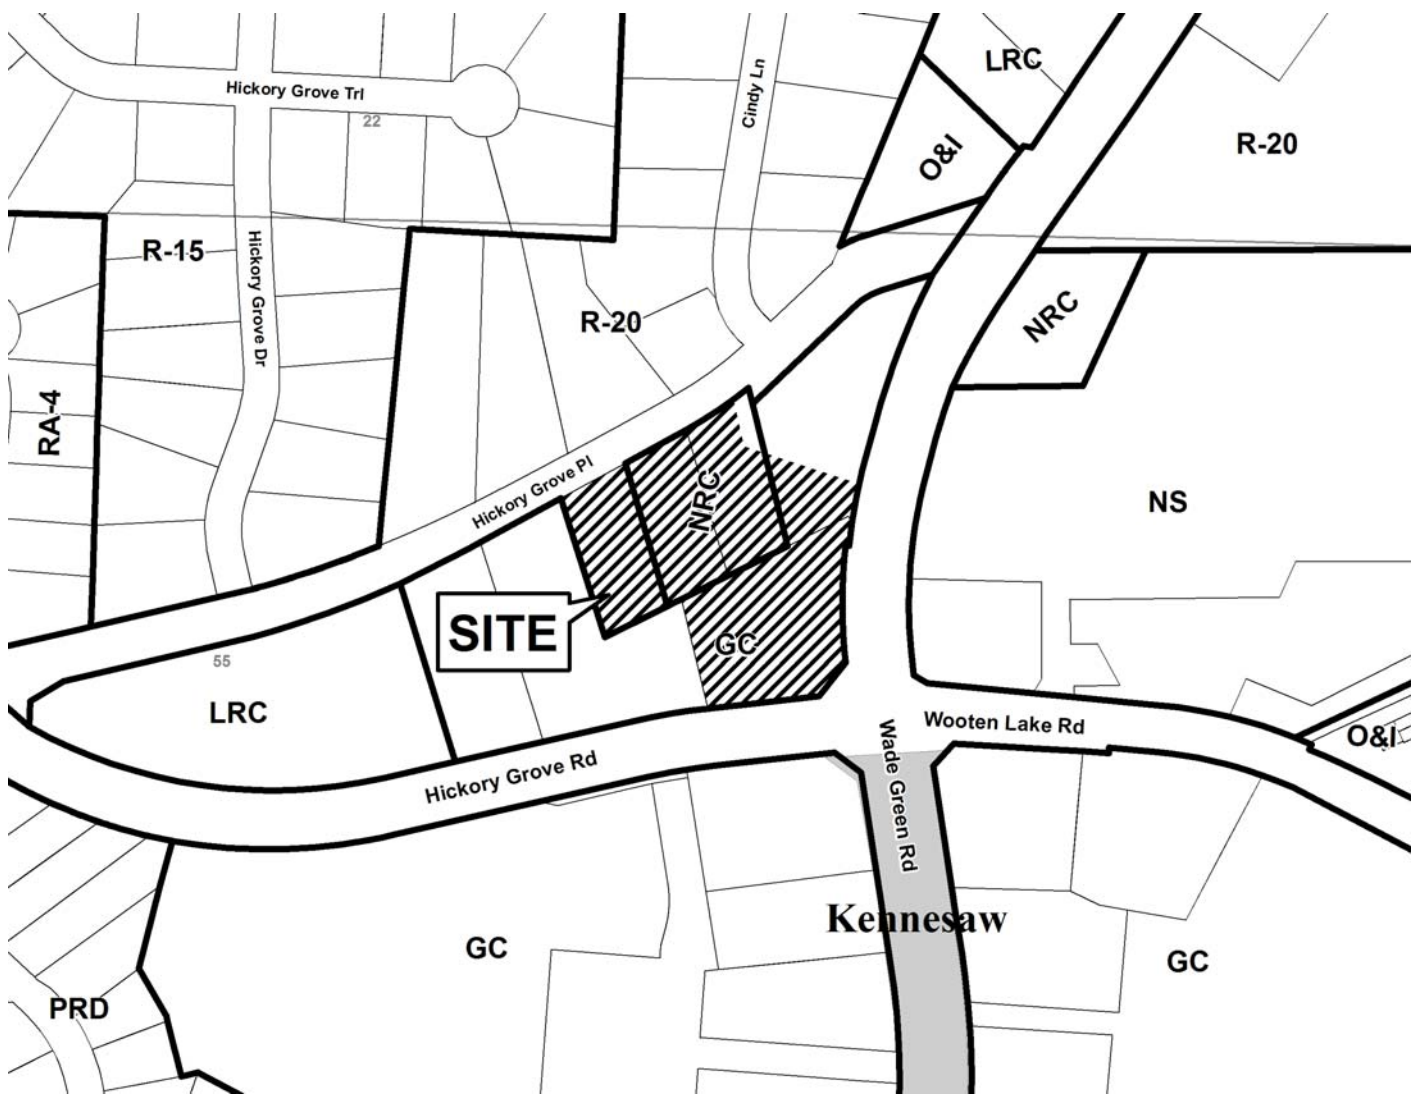 LRC
Hickory Grove Trl
Cindy Ln
22
R-20
O&I
R-15
Hickory Grove Dr
NRC
R-20
RA-4
Hickory Grove Pl
NRC
NS
SITE
GC
55
LRC
Wooten Lake Rd
Wade Green Rd
O&I
Hickory Grove Rd
Kennesaw
GC
GC
PRD